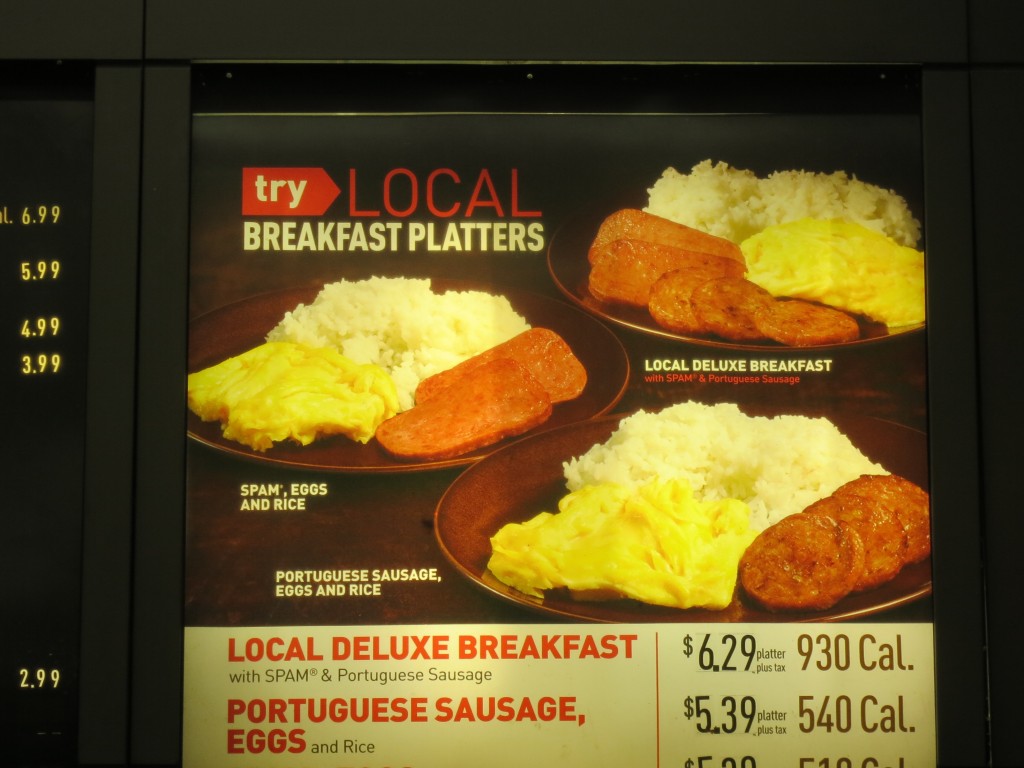 6.99
5.99
4.99
3.99
2.99
try LOCAL
BREAKFAST PLATTERS
LOCAL DELUXE BREAKFAST
with SPAM® & Portuguese Sausage
SPAM®, EGGS
AND RICE
PORTUGUESE SAUSAGE,
EGGS AND RICE
LOCAL DELUXE BREAKFAST $6.29 platter plus tax 930 Cal.
with SPAM® & Portuguese Sausage
PORTUGUESE SAUSAGE, $5.39 platter plus tax 540 Cal.
EGGS and Rice